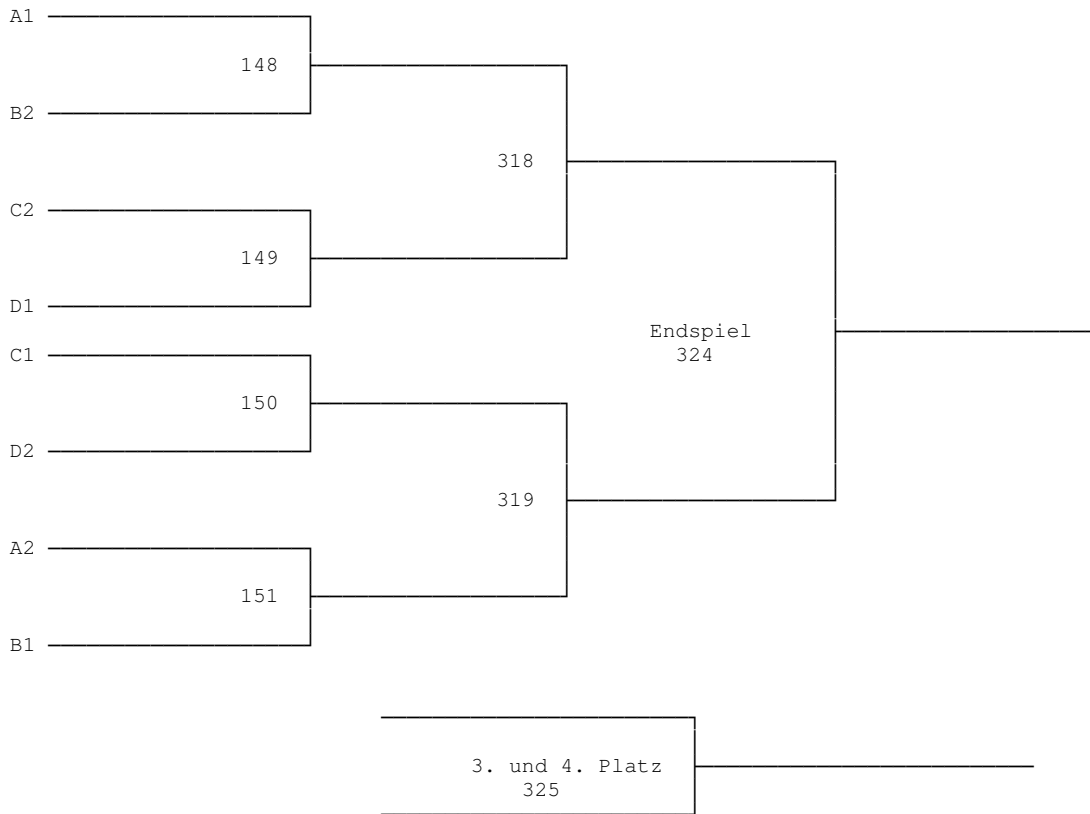 A1
148
B2
318
C2
149
D1
Endspiel
324
C1
150
D2
319
A2
151
B1
3. und 4. Platz
325